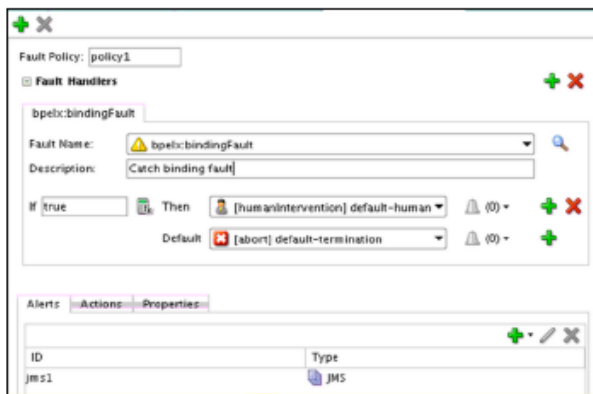 Fault Policy: policy1
Fault Handlers
bpelx:bindingFault
Fault Name: bpelx:bindingFault
Description: Catch binding fault
If true Then [humanIntervention] default-human (0)
Default [abort] default-termination (0)
Alerts Actions Properties
ID Type
jms1 JMS